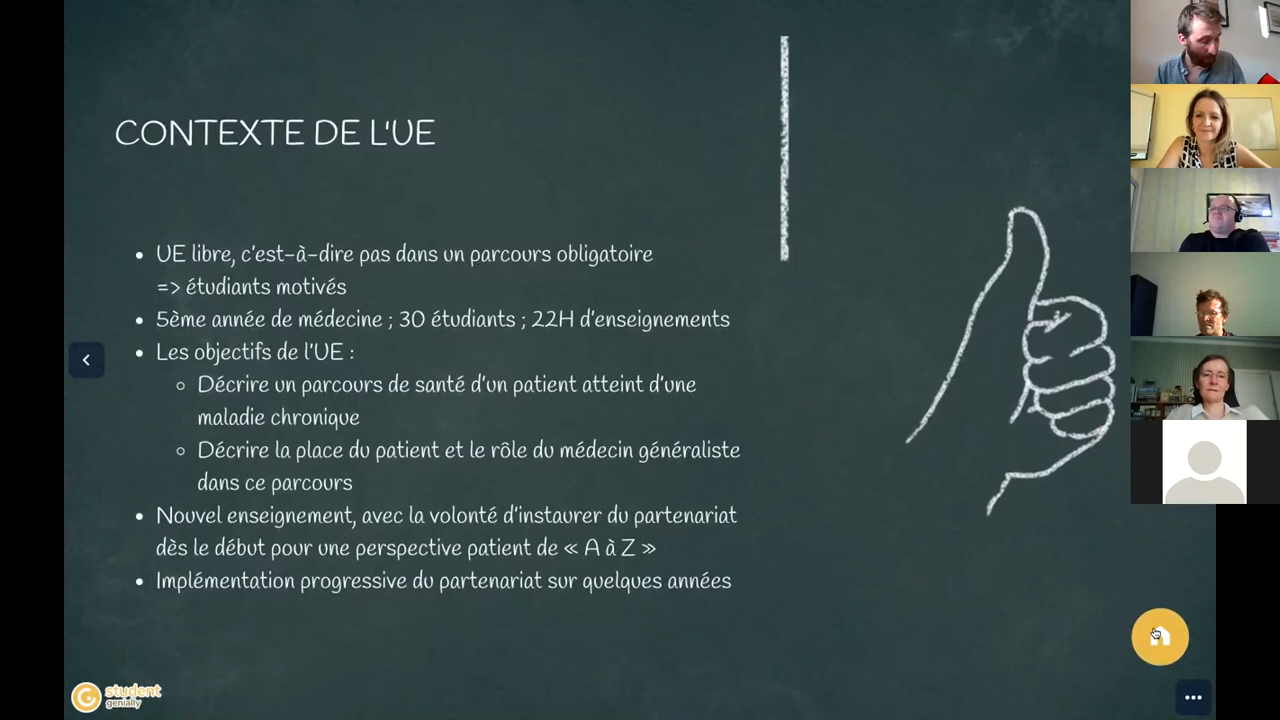 CONTEXTE DE L'UE
• UE libre, c'est-à-dire pas dans un parcours obligatoire
=> étudiants motivés
• 5ème année de médecine ; 30 étudiants ; 22H d'enseignements
• Les objectifs de l'UE :
○ Décrire un parcours de santé d'un patient atteint d'une
maladie chronique
○ Décrire la place du patient et le rôle du médecin généraliste
dans ce parcours
• Nouvel enseignement, avec la volonté d'instaurer du partenariat
dès le début pour une perspective patient de « A à Z »
• Implémentation progressive du partenariat sur quelques années
student
genially